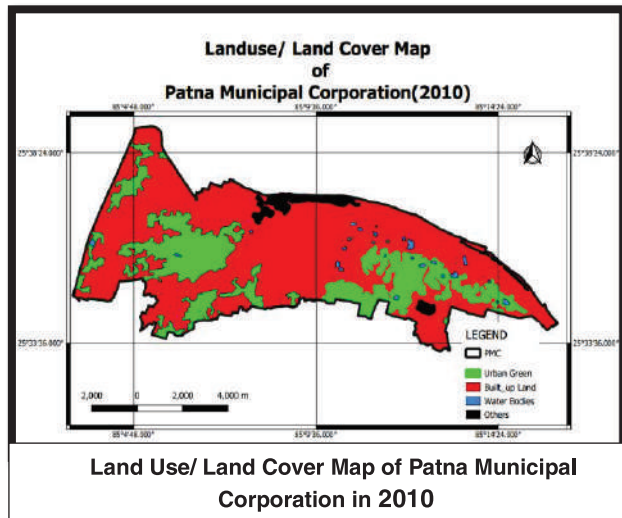 Landuse/ Land Cover Map
of
Patna Municipal Corporation(2010)
85°4'48.000" 85°9'36.000" 85°14'24.000"
25°38'24.000" 25°38'24.000"
25°33'36.000" 25°33'36.000"
LEGEND
PMC
Urban Green
Built_up Land
Water Bodies
Others
2,000 0 2,000 4,000 m
85°4'48.000" 85°9'36.000" 85°14'24.000"
Land Use/ Land Cover Map of Patna Municipal
Corporation in 2010